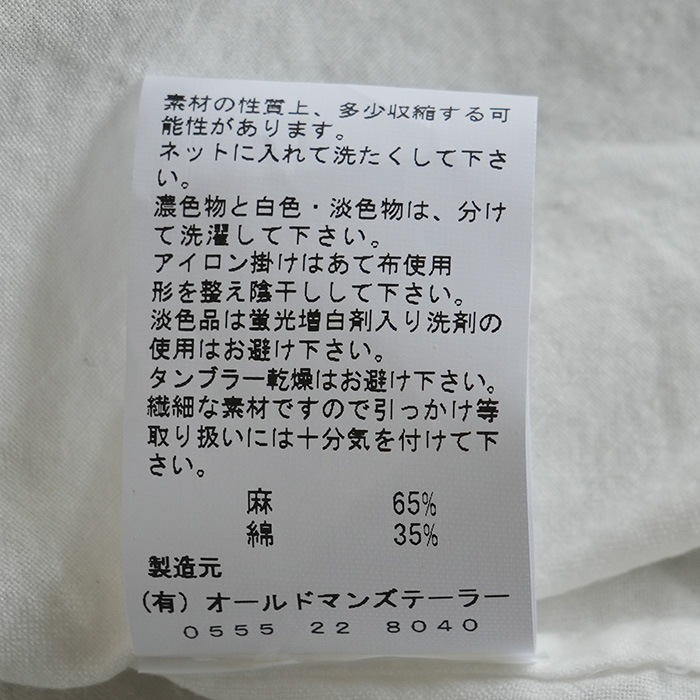 素材の性質上、多少収縮する可
能性があります。
ネットに入れて洗たくして下さ
い。
濃色物と白色・淡色物は、分け
て洗濯して下さい。
アイロン掛けはあて布使用
形を整え陰干しして下さい。
淡色品は蛍光増白剤入り洗剤の
使用はお避け下さい。
タンブラー乾燥はお避け下さい。
繊細な素材ですので引っかけ等
取り扱いには十分気を付けて下
さい。
麻 65%
綿 35%
製造元
(有) オールドマンズテーラー
0555 22 8040